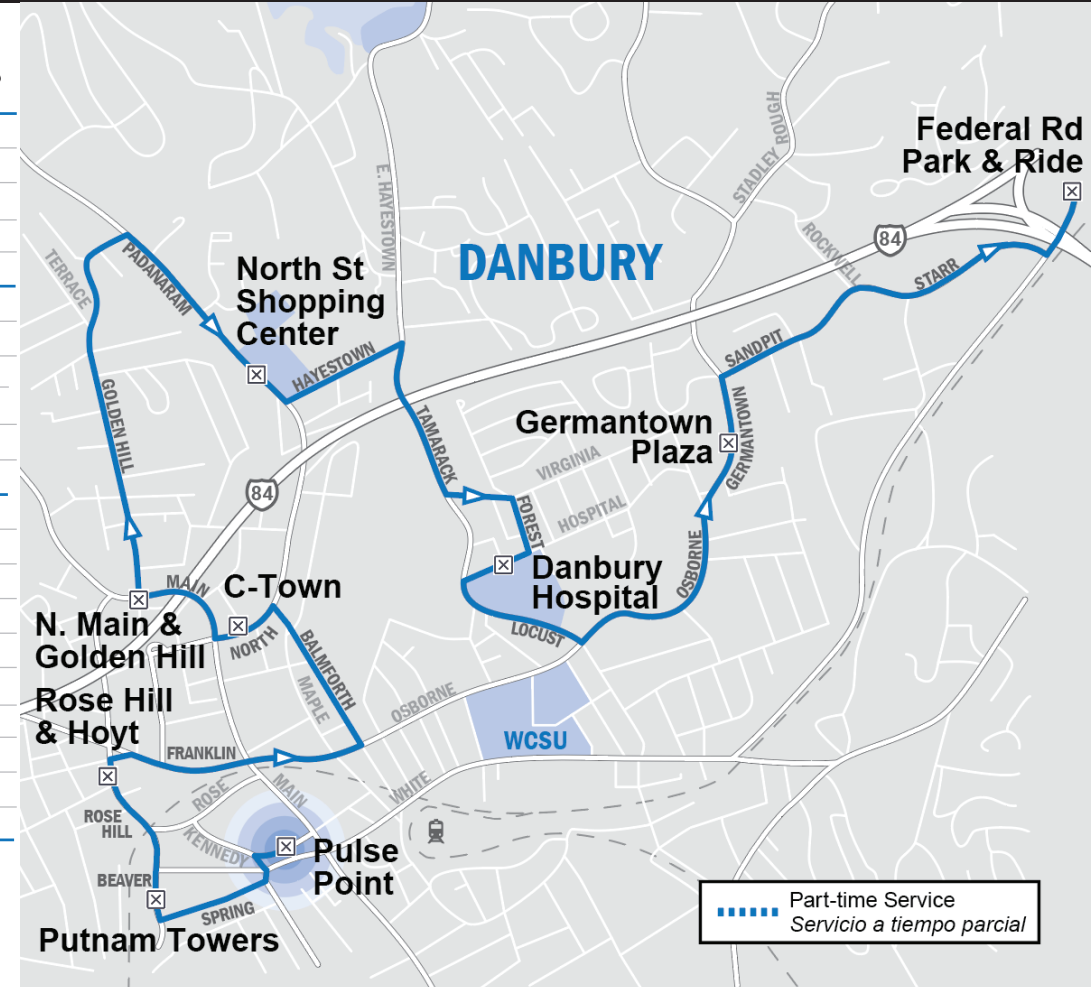 STADLEY ROUGH
Federal Rd
Park & Ride
E. HAYESTOWN
ROCKWELL
84
DANBURY
TERRACE
PADANARAM
North St
Shopping
Center
STARR
HAYESTOWN
SANDPIT
GOLDEN HILL
TAMARACK
Germantown
Plaza
GERMANTOWN
VIRGINIA
84
FOREST
HOSPITAL
OSBORNE
Danbury
Hospital
MAIN
C-Town
N. Main &
Golden Hill
NORTH
LOCUST
BALMFORTH
MAPLE
Rose Hill
& Hoyt
OSBORNE
WCSU
FRANKLIN
ROSE
MAIN
WHITE
ROSE
HILL
KENNEDY
Pulse
Point
BEAVER
SPRING
Putnam Towers
Part-time Service
Servicio a tiempo parcial